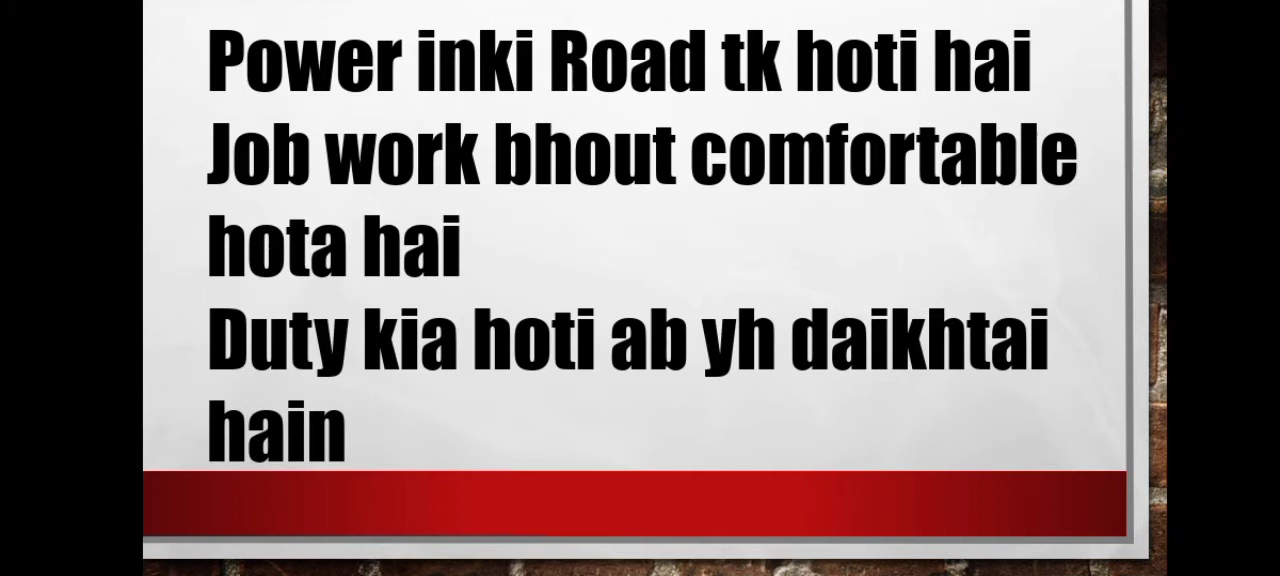 Power inki Road tk hoti hai
Job work bhout comfortable
hota hai
Duty kia hoti ab yh daikhtai
hain